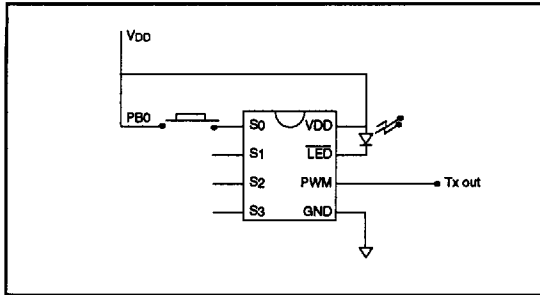 VDD
PB0
S0 VDD
S1 LED
S2 PWM Tx out
S3 GND